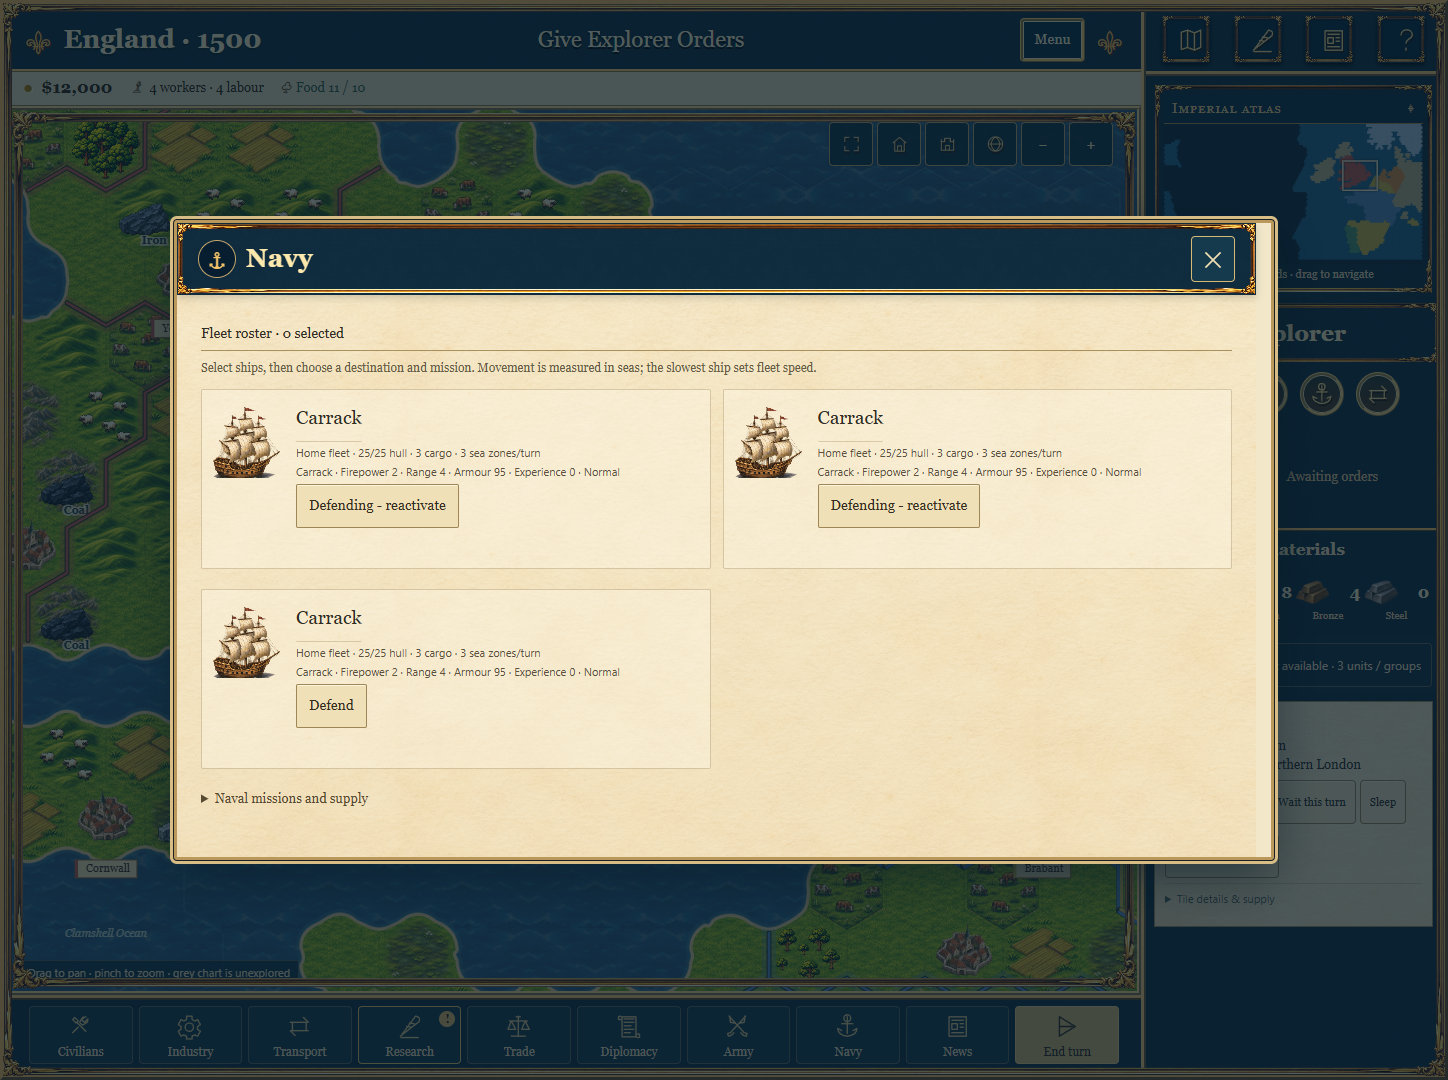 England · 1500
Give Explorer Orders
Menu
$12,000
4 workers · 4 labour
Food 11 / 10
IMPERIAL ATLAS
Iron
ds · drag to navigate
Navy
plorer
Fleet roster · 0 selected
Select ships, then choose a destination and mission. Movement is measured in seas; the slowest ship sets fleet speed.
Carrack
Home fleet · 25/25 hull · 3 cargo · 3 sea zones/turn
Carrack · Firepower 2 · Range 4 · Armour 95 · Experience 0 · Normal
Defending - reactivate
Carrack
Home fleet · 25/25 hull · 3 cargo · 3 sea zones/turn
Carrack · Firepower 2 · Range 4 · Armour 95 · Experience 0 · Normal
Defending - reactivate
Awaiting orders
Coal
aterials
8 4 0
Bronze Steel
Carrack
Home fleet · 25/25 hull · 3 cargo · 3 sea zones/turn
Carrack · Firepower 2 · Range 4 · Armour 95 · Experience 0 · Normal
Defend
Coal
available · 3 units / groups
rthern London
Wait this turn
Sleep
Naval missions and supply
Cornwall
Brabant
Tile details & supply
Clamshell Ocean
Drag to pan · pinch to zoom · grey chart is unexplored
Civilians
Industry
Transport
Research
!
Trade
Diplomacy
Army
Navy
News
End turn